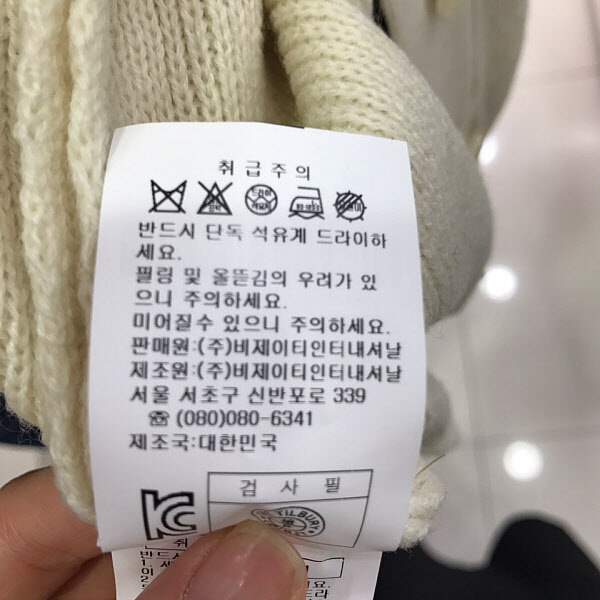 취급주의
반드시 단독 석유계 드라이하
세요.
필링 및 올뜯김의 우려가 있
으니 주의하세요.
미어질수 있으니 주의하세요.
판매원:(주)비제이티인터내셔날
제조원:(주)비제이티인터내셔날
서울 서초구 신반포로 339
☏ (080)080-6341
제조국:대한민국
검사필
TILBURY